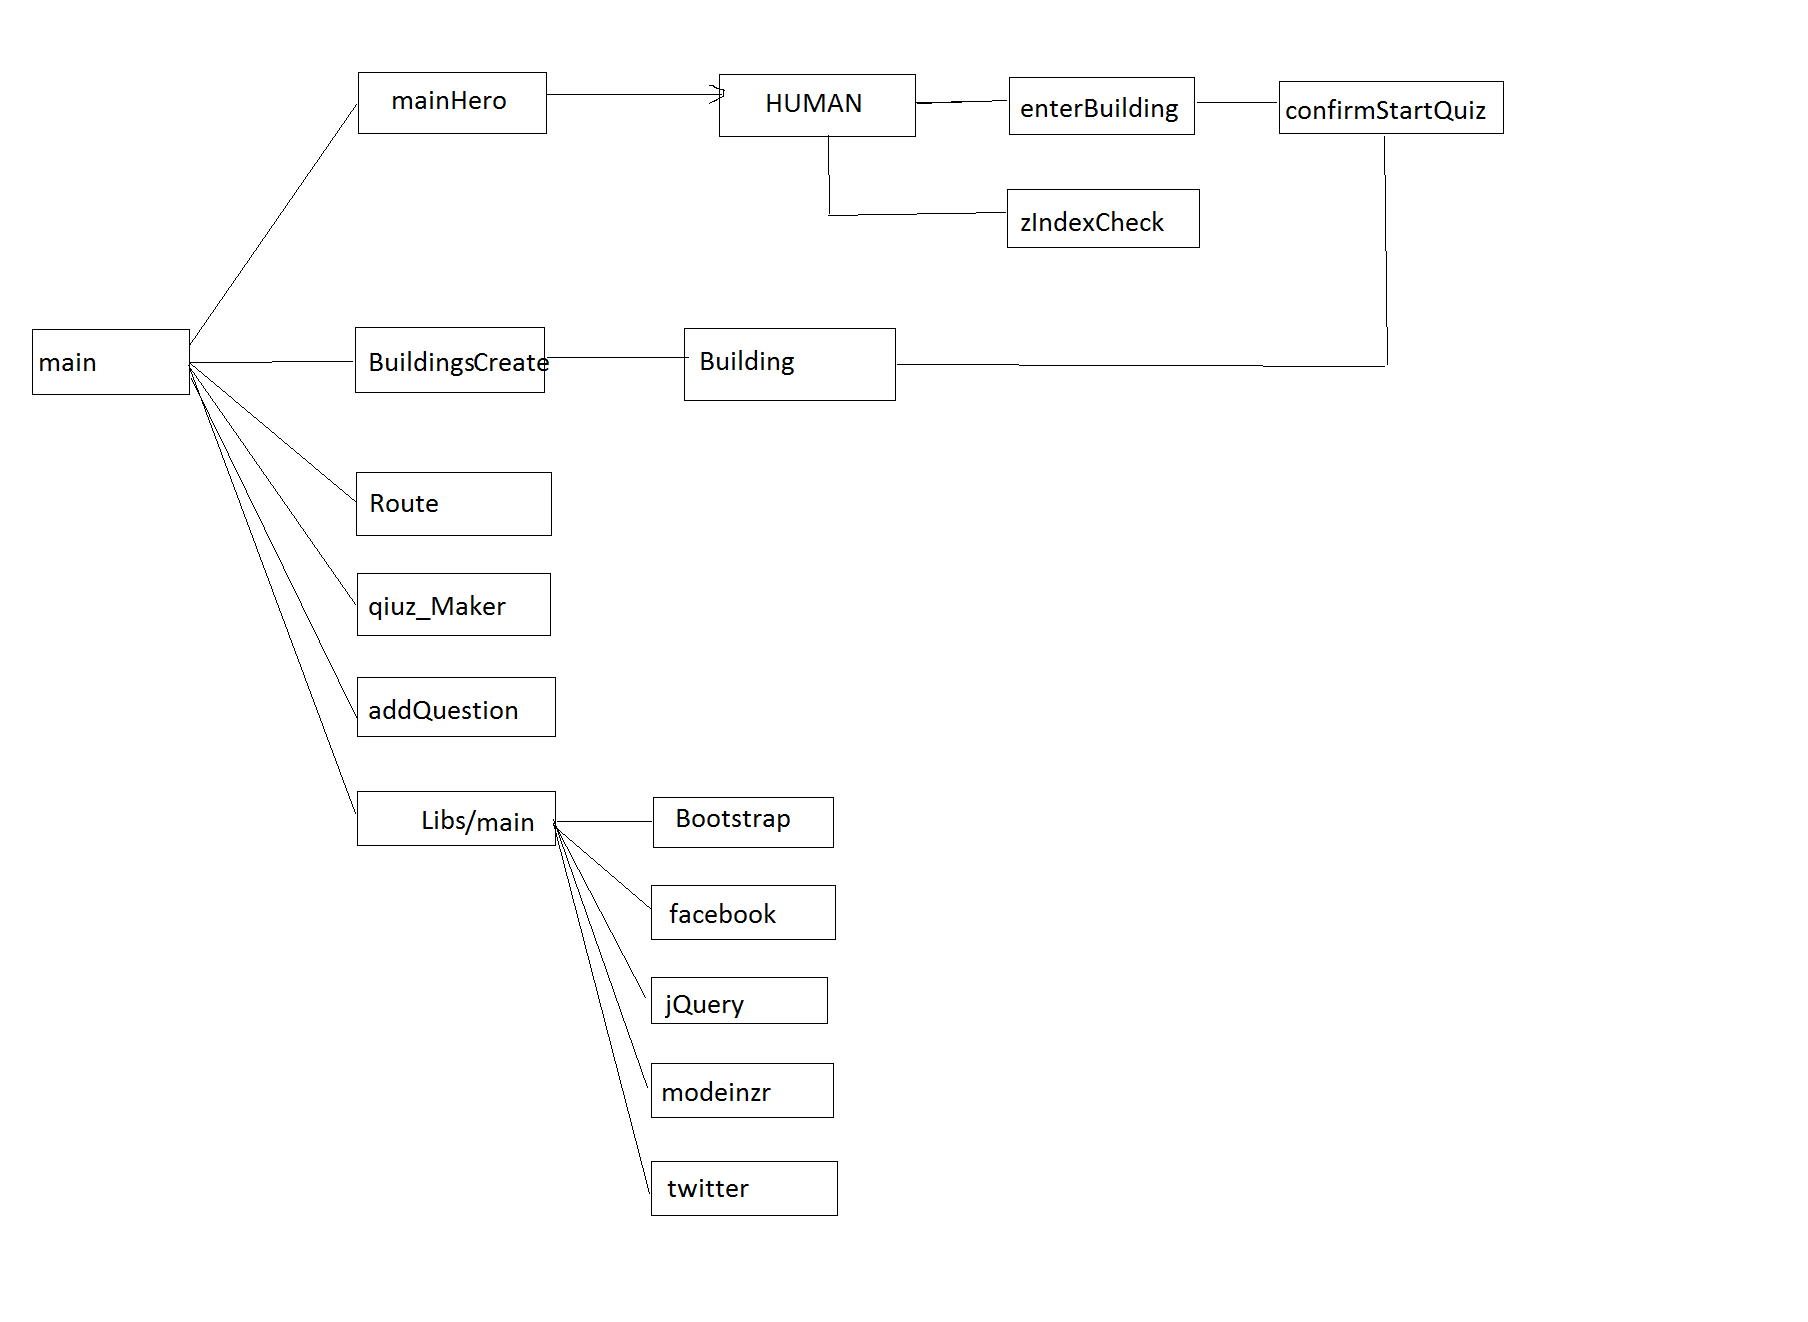 mainHero
HUMAN
enterBuilding
confirmStartQuiz
zIndexCheck
main
BuildingsCreate
Building
Route
qiuz_Maker
addQuestion
Libs/main
Bootstrap
facebook
jQuery
modeinzr
twitter